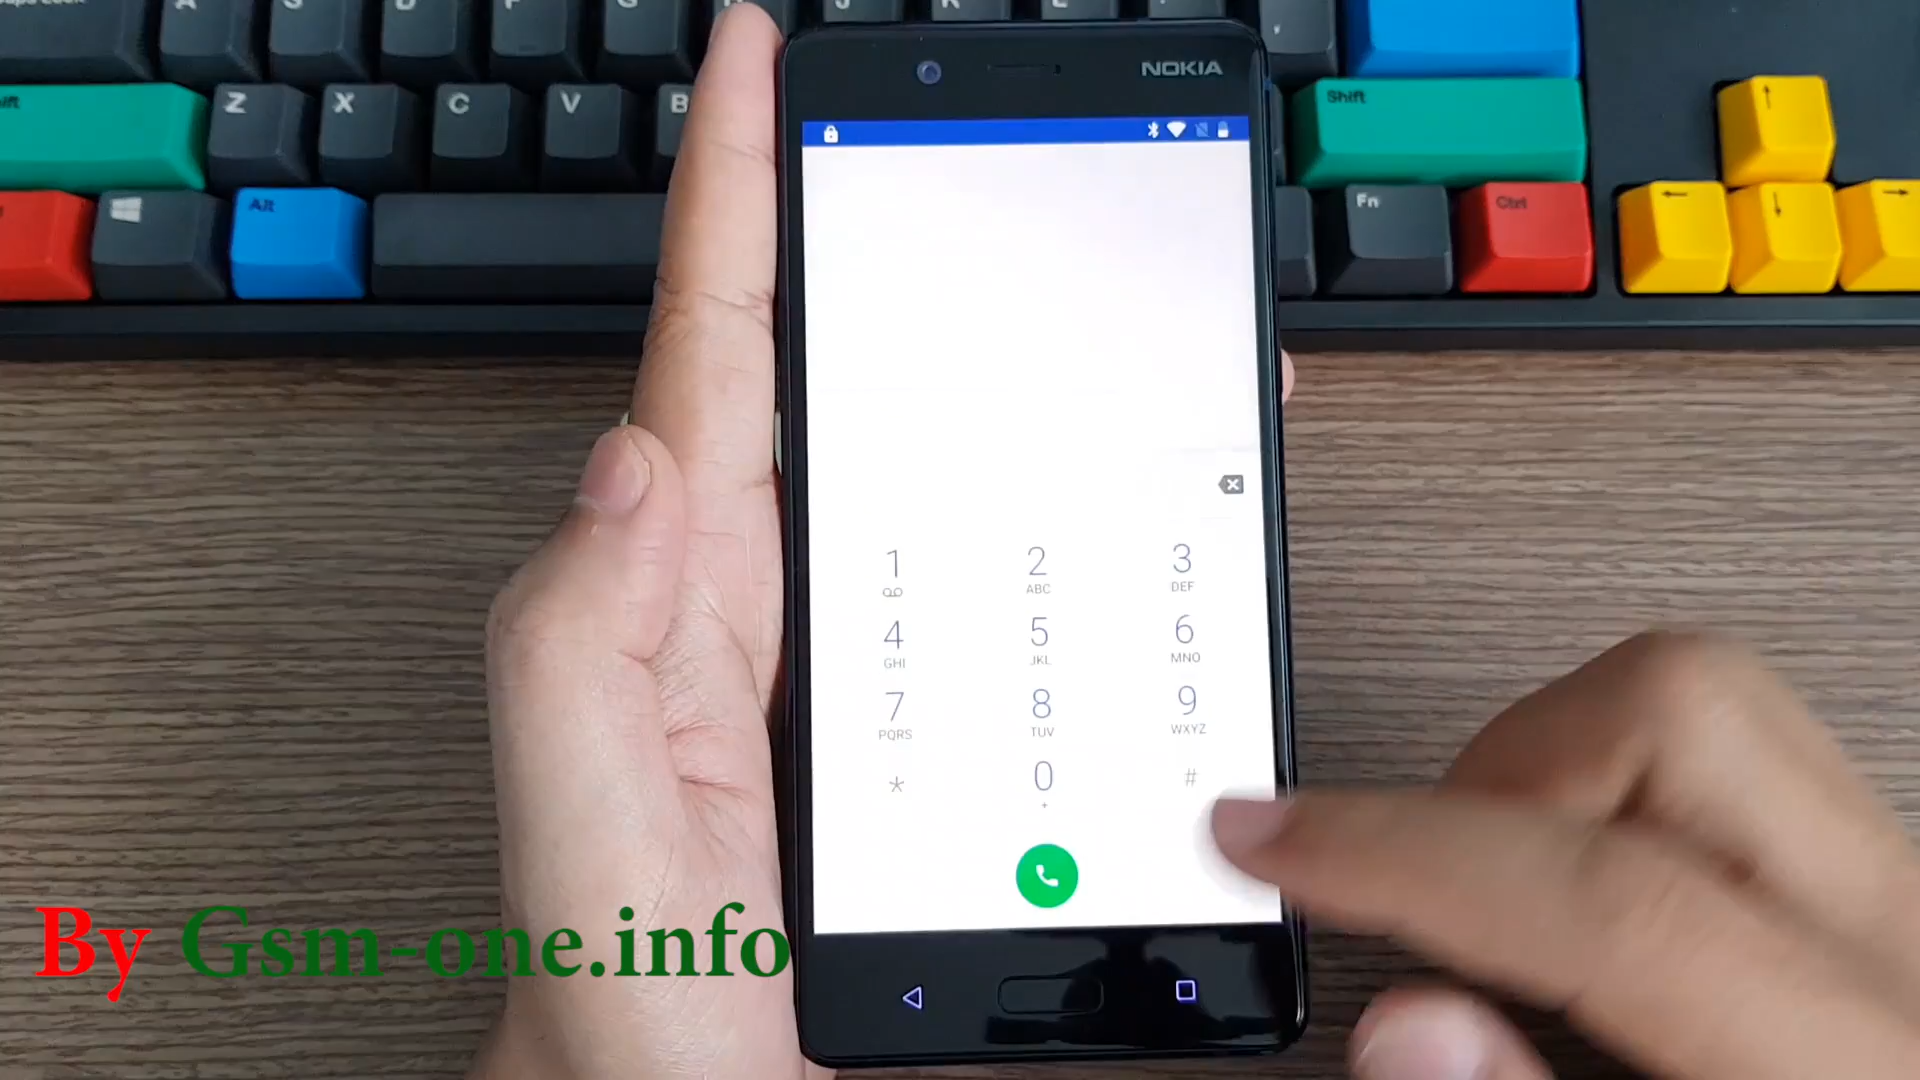 A S D F G H J K L
ift Z X C V B
Shift
↑
Alt
Fn Ctrl
← ↓ →
NOKIA
1 2 3
ABC DEF
4 5 6
GHI JKL MNO
7 8 9
PQRS TUV WXYZ
* 0 #
+
By Gsm-one.info